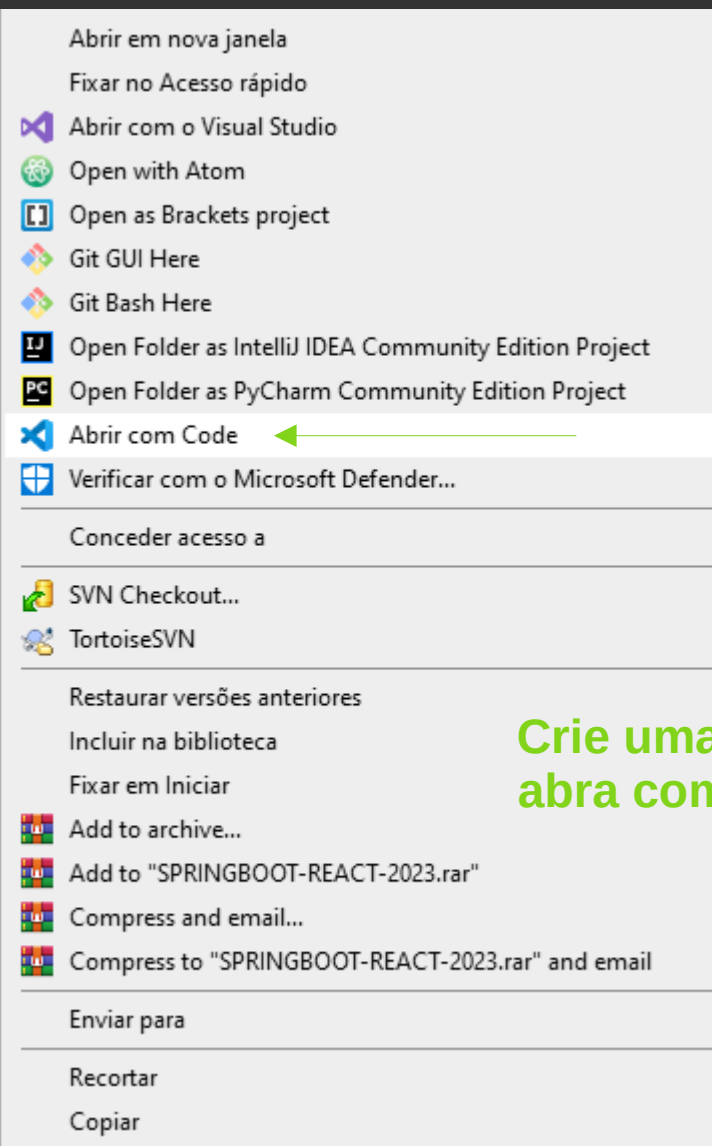 Abrir em nova janela
Fixar no Acesso rápido
Abrir com o Visual Studio
Open with Atom
Open as Brackets project
Git GUI Here
Git Bash Here
IJ Open Folder as IntelliJ IDEA Community Edition Project
PC Open Folder as PyCharm Community Edition Project
Abrir com Code
Verificar com o Microsoft Defender...
Conceder acesso a
SVN Checkout...
TortoiseSVN
Restaurar versões anteriores
Incluir na biblioteca
Fixar em Iniciar
Crie uma
abra com
Add to archive...
Add to "SPRINGBOOT-REACT-2023.rar"
Compress and email...
Compress to "SPRINGBOOT-REACT-2023.rar" and email
Enviar para
Recortar
Copiar